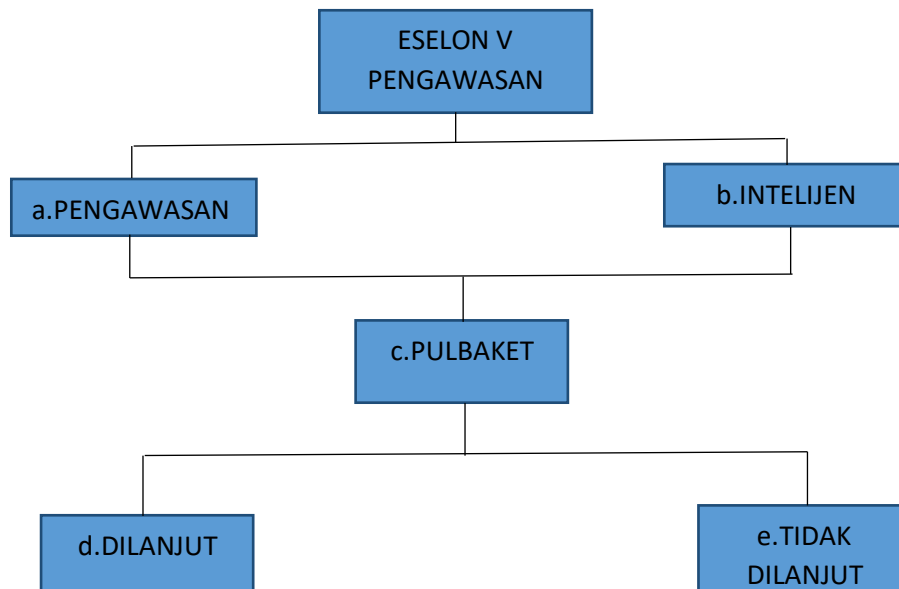 ESELON V
PENGAWASAN
a.PENGAWASAN
b.INTELIJEN
c.PULBAKET
d.DILANJUT
e.TIDAK
DILANJUT